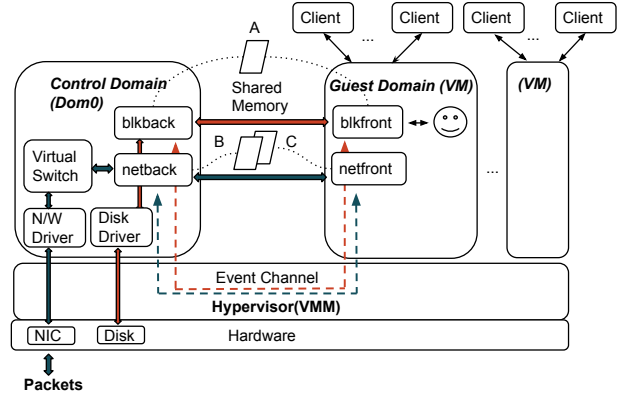 Client
...
Client
Client
...
Client
A
Control Domain
(Dom0)
Shared
Memory
Guest Domain (VM)
(VM)
blkback
blkfront
B
C
Virtual
Switch
netback
netfront
...
N/W
Driver
Disk
Driver
Event Channel
Hypervisor(VMM)
NIC
Disk
Hardware
Packets